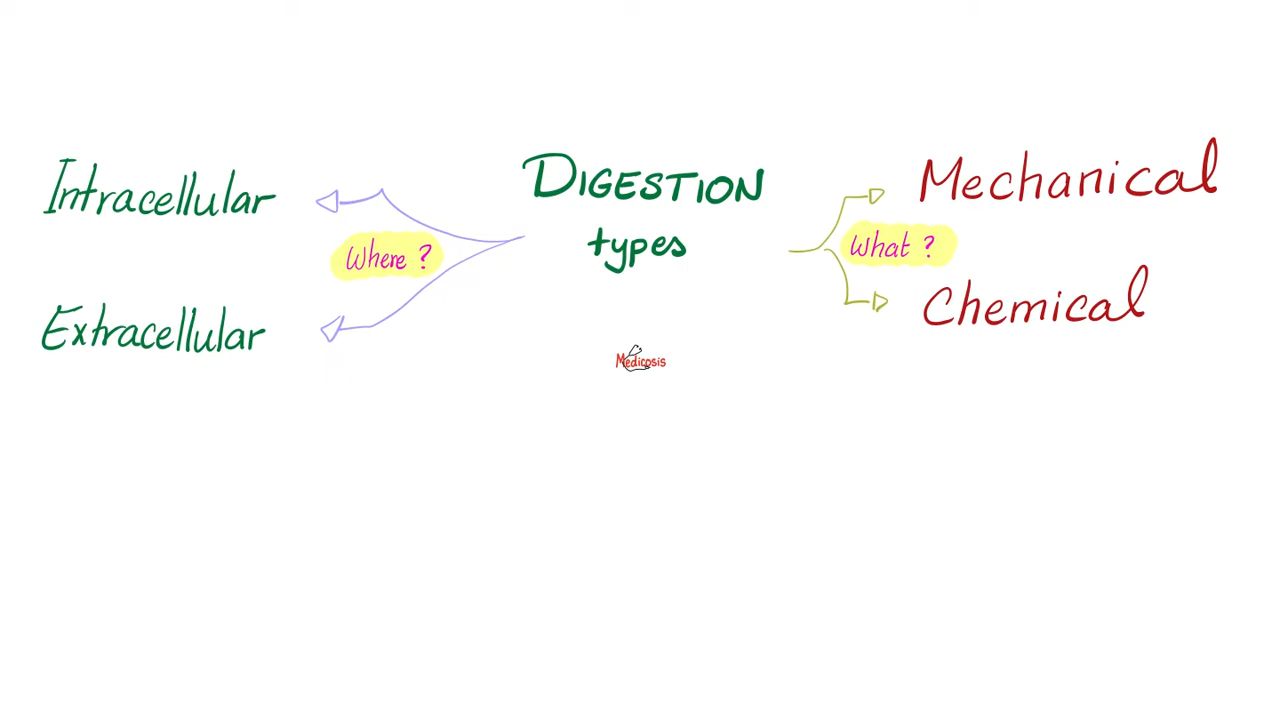 DIGESTION
types
Where ?
Intracellular
Extracellular
What ?
Mechanical
Chemical
Medicosis